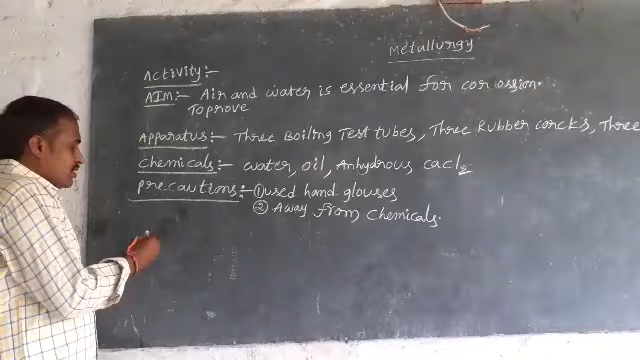 Metallurgy
Activity:-
AIM:- Air and water is essential for corrossion.
To prove
Apparatus:- Three Boiling Test tubes, Three Rubber corcks, Three
Chemicals:- water, oil, Anhydrous cacl2
precautions:- ① used hand glouses
② Away from Chemicals.